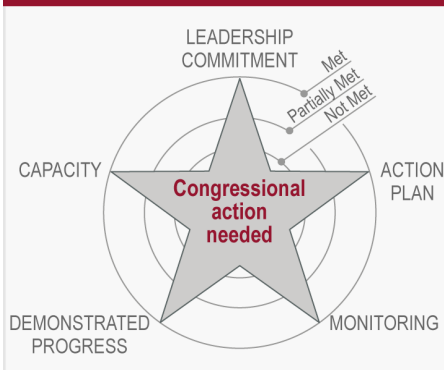 LEADERSHIP
COMMITMENT
Met
Partially Met
Not Met
CAPACITY
ACTION
PLAN
Congressional
action
needed
DEMONSTRATED
PROGRESS
MONITORING